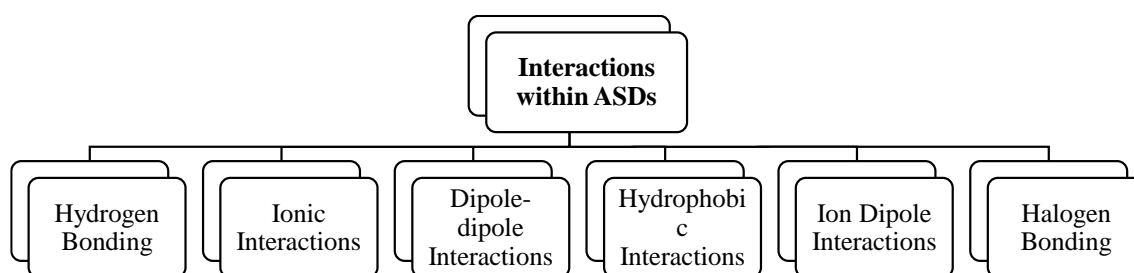 Interactions
within ASDs
Hydrogen
Bonding
Ionic
Interactions
Dipole-
dipole
Interactions
Hydrophobi
c
Interactions
Ion Dipole
Interactions
Halogen
Bonding